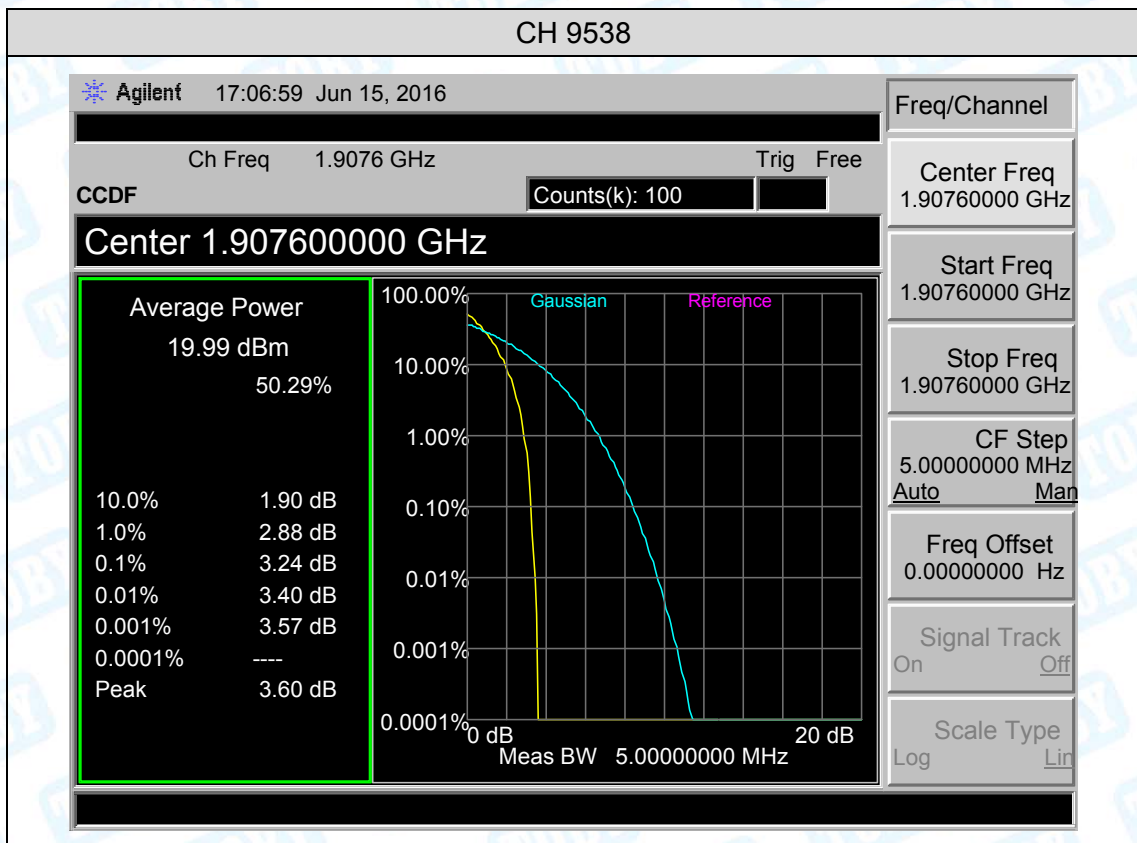 CH 9538
Agilent 17:06:59 Jun 15, 2016
Freq/Channel
Ch Freq 1.9076 GHz Trig Free
CCDF Counts(k): 100
Center 1.907600000 GHz
Average Power
19.99 dBm
50.29%
10.0% 1.90 dB
1.0% 2.88 dB
0.1% 3.24 dB
0.01% 3.40 dB
0.001% 3.57 dB
0.0001% ----
Peak 3.60 dB
Gaussian Reference
100.00%
10.00%
1.00%
0.10%
0.01%
0.001%
0.0001%
0 dB 20 dB
Meas BW 5.00000000 MHz
Center Freq
1.90760000 GHz
Start Freq
1.90760000 GHz
Stop Freq
1.90760000 GHz
CF Step
5.00000000 MHz
Auto Man
Freq Offset
0.00000000 Hz
Signal Track
On Off
Scale Type
Log Lin